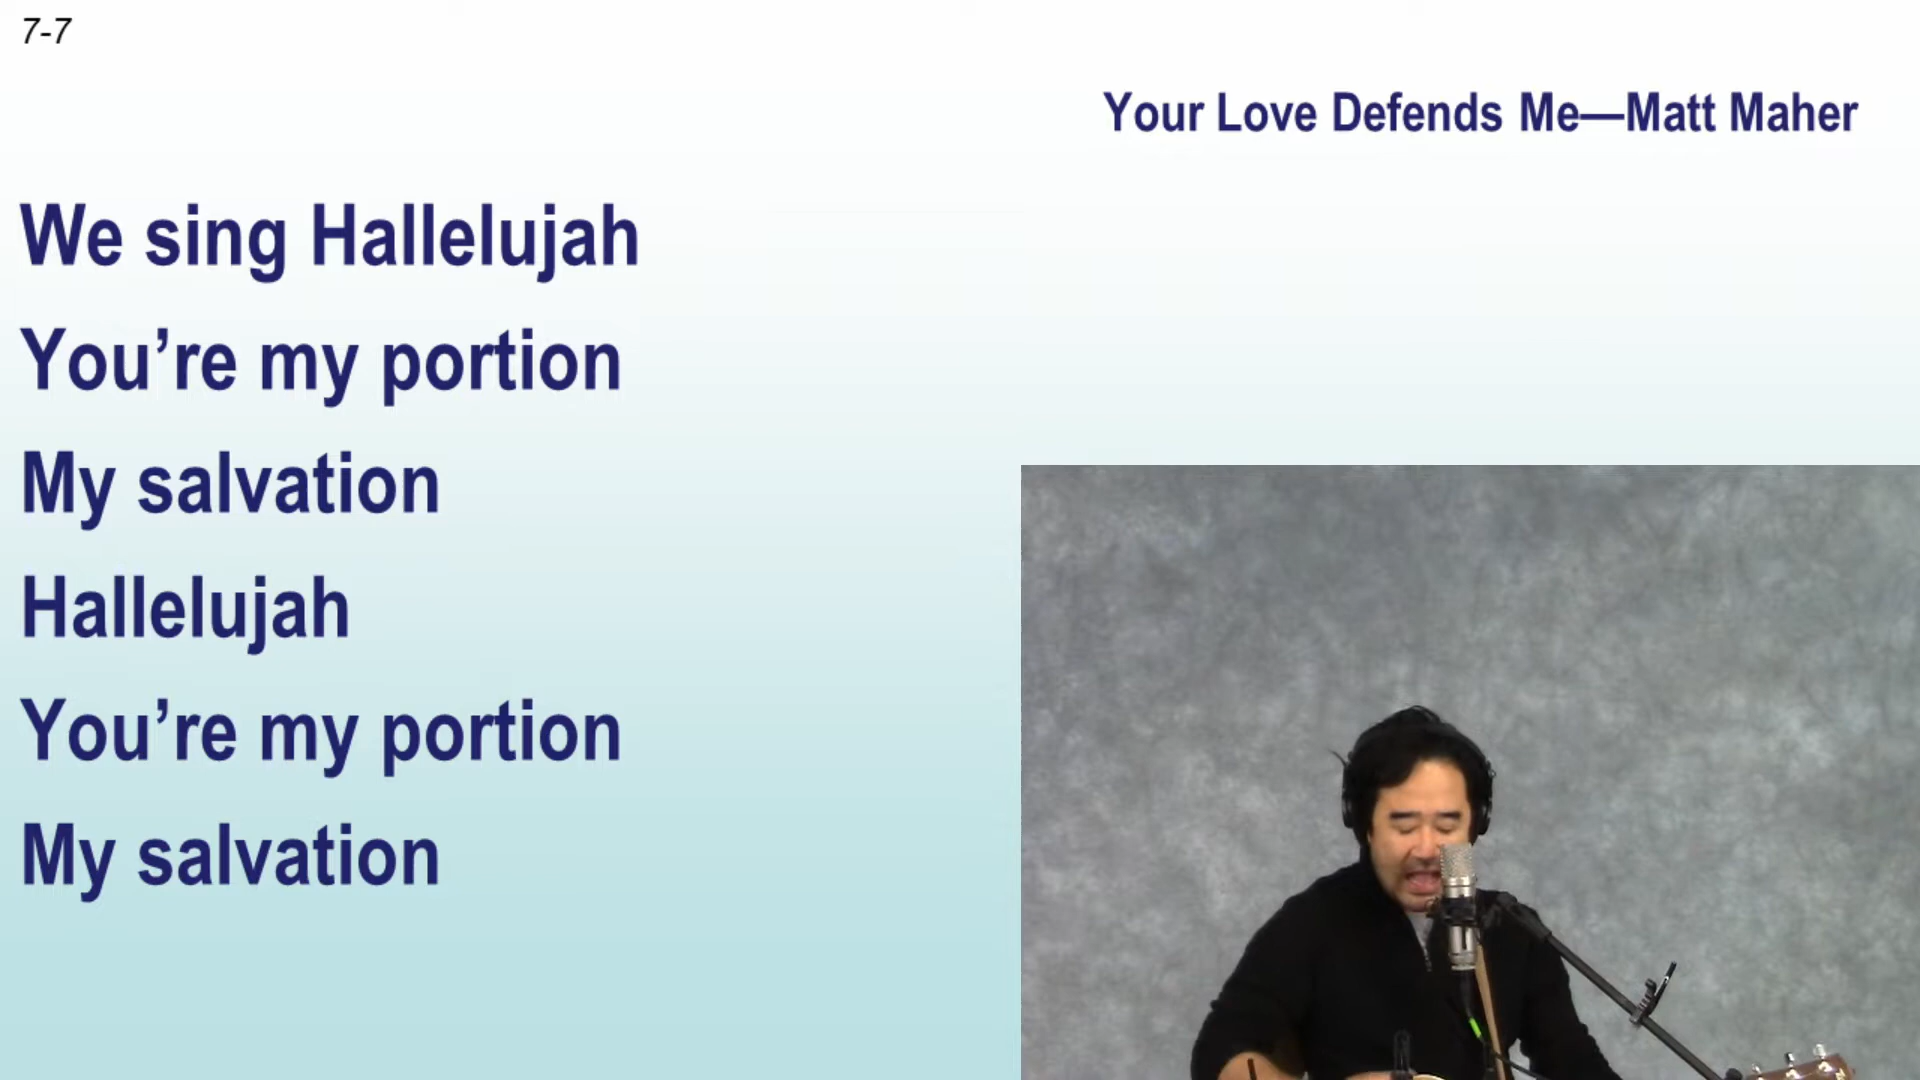 7-7
Your Love Defends Me—Matt Maher
We sing Hallelujah
You’re my portion
My salvation
Hallelujah
You’re my portion
My salvation